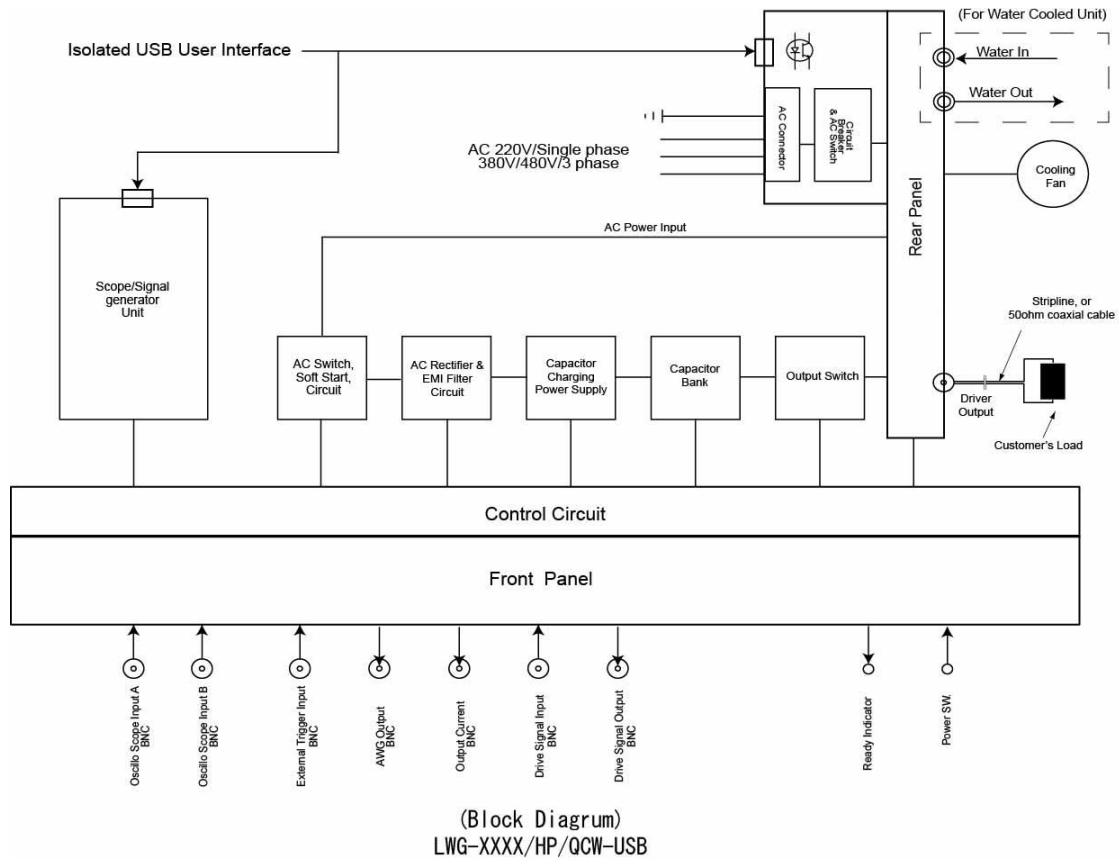 (For Water Cooled Unit)
Isolated USB User Interface
Water In
Water Out
AC Connector
Circuit
Breaker
& AC Switch
AC 220V/Single phase
380V/480V/3 phase
Cooling
Fan
Rear Panel
AC Power Input
Scope/Signal
generator
Unit
Stripline, or
50ohm coaxial cable
AC Switch,
Soft Start,
Circuit
AC Rectifier &
EMI Filter
Circuit
Capacitor
Charging
Power Supply
Capacitor
Bank
Output Switch
Driver
Output
Customer's Load
Control Circuit
Front Panel
Oscillo Scope Input A
BNC
Oscillo Scope Input B
BNC
External Trigger Input
BNC
AWG Output
BNC
Output Current
BNC
Drive Signal Input
BNC
Drive Signal Output
BNC
Ready Indicator
Power SW.
(Block Diagrum)
LWG-XXXX/HP/QCW-USB